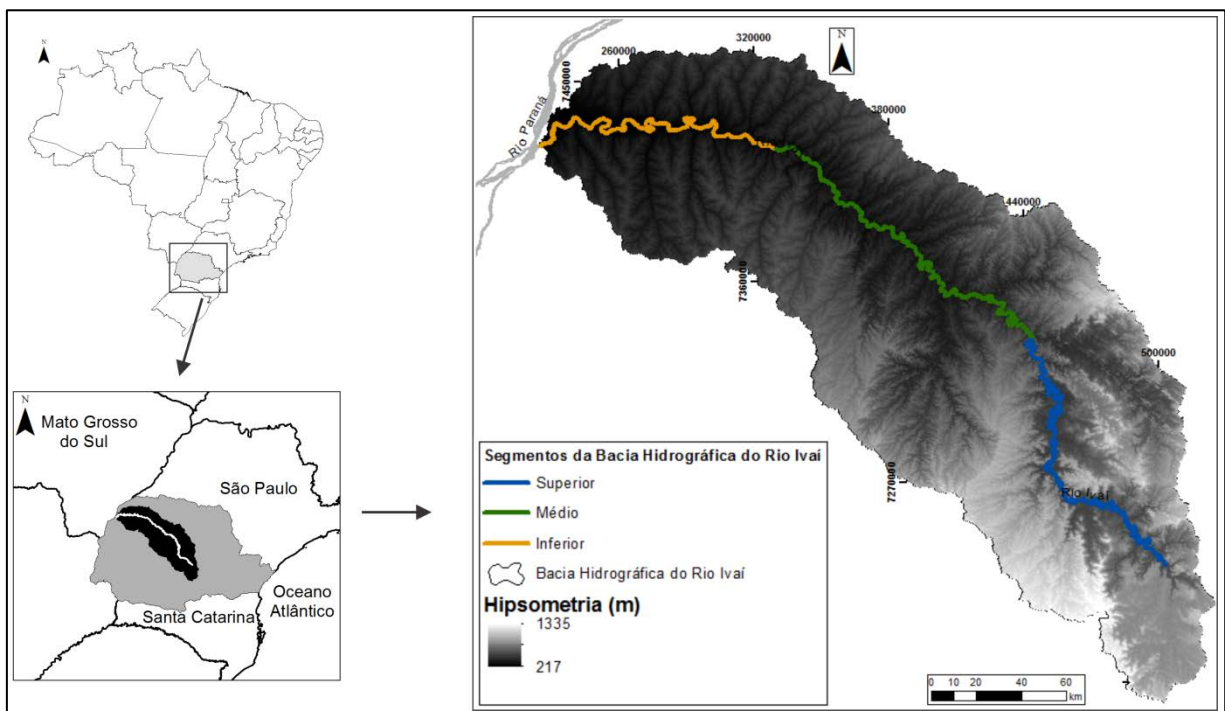 N
N
Mato Grosso
do Sul
São Paulo
Santa Catarina
Oceano
Atlântico
N
Rio Paraná
260000
320000
380000
440000
500000
7450000
7360000
7270000
Rio Ivaí
Segmentos da Bacia Hidrográfica do Rio Ivaí
Superior
Médio
Inferior
Bacia Hidrográfica do Rio Ivaí
Hipsometria (m)
1335
217
0 10 20 40 60
km